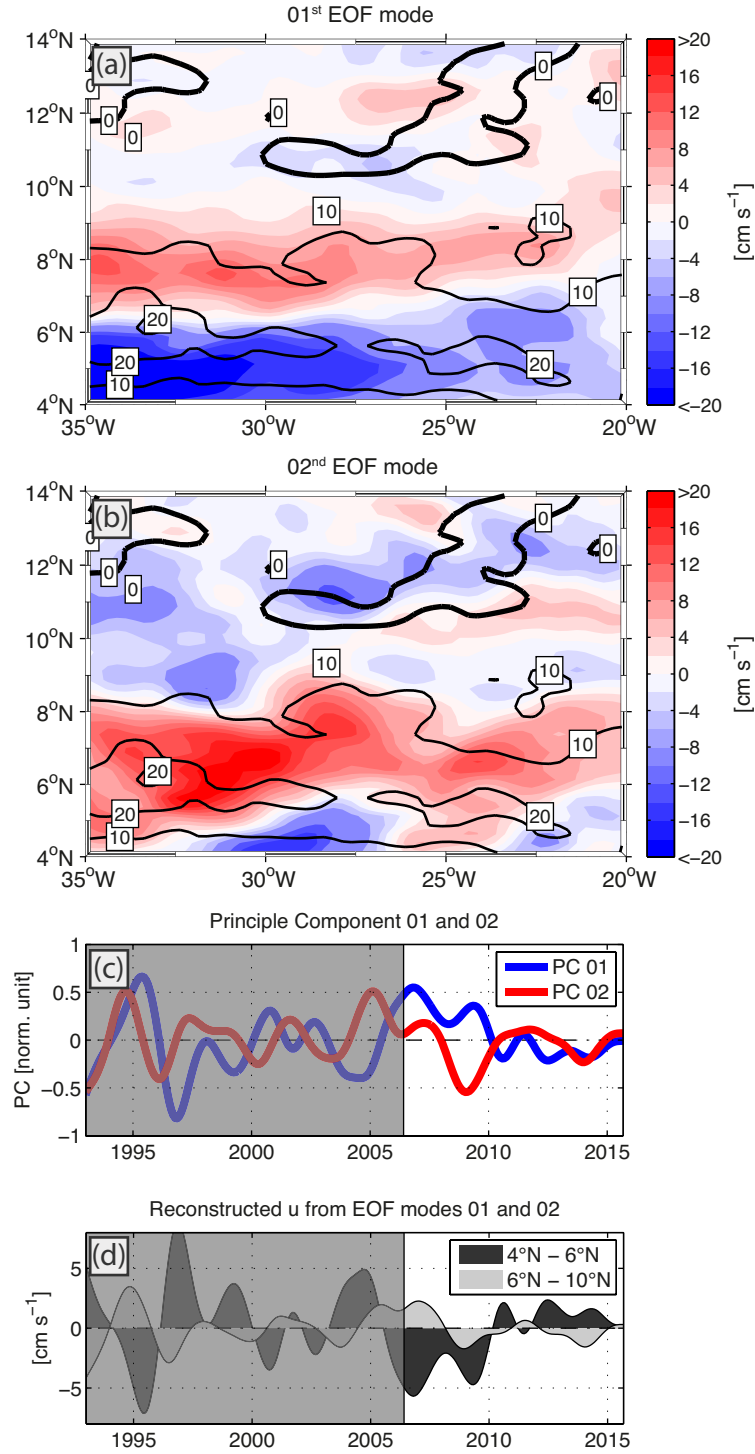 01st EOF mode
(a)
14°N
12°N
10°N
8°N
6°N
4°N
35°W 30°W 25°W 20°W
0 0 0 0 0 0
10 10 10 20 20 10 20
>20
16
12
8
4
0
−4
−8
−12
−16
<−20
[cm s⁻¹]
02nd EOF mode
(b)
14°N
12°N
10°N
8°N
6°N
4°N
35°W 30°W 25°W 20°W
0 0 0 0 0 0
10 10 10 20 20 10 20
>20
16
12
8
4
0
−4
−8
−12
−16
<−20
[cm s⁻¹]
Principle Component 01 and 02
(c)
PC 01
PC 02
PC [norm. unit]
1
0.5
0
−0.5
−1
1995 2000 2005 2010 2015
Reconstructed u from EOF modes 01 and 02
(d)
4°N − 6°N
6°N − 10°N
[cm s⁻¹]
5
0
−5
1995 2000 2005 2010 2015